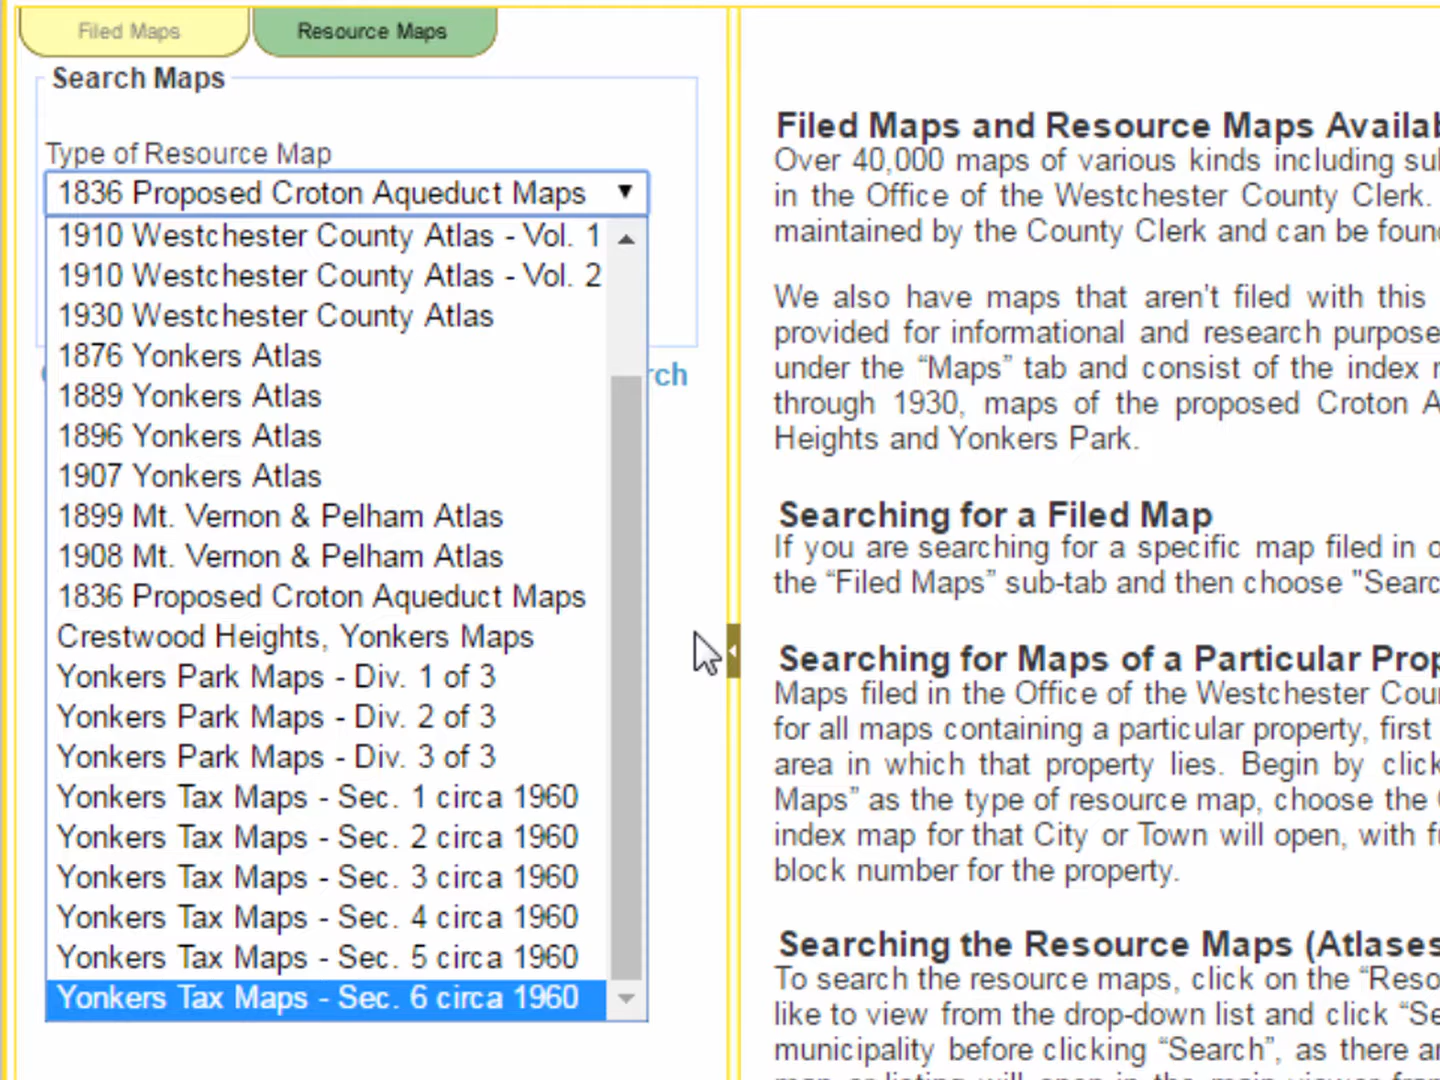 Filed Maps
Resource Maps
Search Maps
Type of Resource Map
1836 Proposed Croton Aqueduct Maps
1910 Westchester County Atlas - Vol. 1
1910 Westchester County Atlas - Vol. 2
1930 Westchester County Atlas
1876 Yonkers Atlas
1889 Yonkers Atlas
1896 Yonkers Atlas
1907 Yonkers Atlas
1899 Mt. Vernon & Pelham Atlas
1908 Mt. Vernon & Pelham Atlas
1836 Proposed Croton Aqueduct Maps
Crestwood Heights, Yonkers Maps
Yonkers Park Maps - Div. 1 of 3
Yonkers Park Maps - Div. 2 of 3
Yonkers Park Maps - Div. 3 of 3
Yonkers Tax Maps - Sec. 1 circa 1960
Yonkers Tax Maps - Sec. 2 circa 1960
Yonkers Tax Maps - Sec. 3 circa 1960
Yonkers Tax Maps - Sec. 4 circa 1960
Yonkers Tax Maps - Sec. 5 circa 1960
Yonkers Tax Maps - Sec. 6 circa 1960
rch
Filed Maps and Resource Maps
Over 40,000 maps of various kinds including
in the Office of the Westchester County Clerk.
maintained by the County Clerk and can be
We also have maps that aren't filed with this
provided for informational and research
under the “Maps” tab and consist of the index
through 1930, maps of the proposed Croton
Heights and Yonkers Park.
Searching for a Filed Map
If you are searching for a specific map filed in
the “Filed Maps” sub-tab and then choose
Searching for Maps of a Particular
Maps filed in the Office of the Westchester
for all maps containing a particular property, first
area in which that property lies. Begin by
Maps” as the type of resource map, choose the
index map for that City or Town will open, with
block number for the property.
Searching the Resource Maps (Atlases
To search the resource maps, click on the
like to view from the drop-down list and click
municipality before clicking “Search”, as there